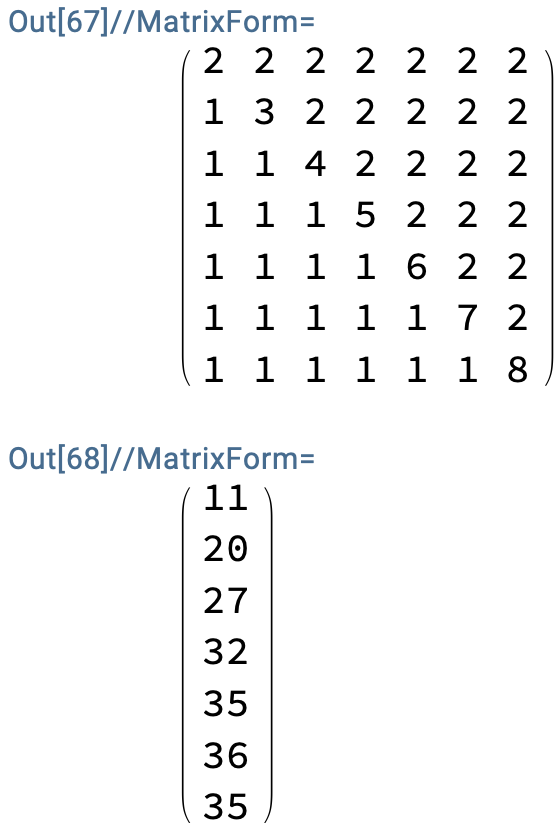 Out[67]//MatrixForm=
2 2 2 2 2 2 2
1 3 2 2 2 2 2
1 1 4 2 2 2 2
1 1 1 5 2 2 2
1 1 1 1 6 2 2
1 1 1 1 1 7 2
1 1 1 1 1 1 8
Out[68]//MatrixForm=
11
20
27
32
35
36
35